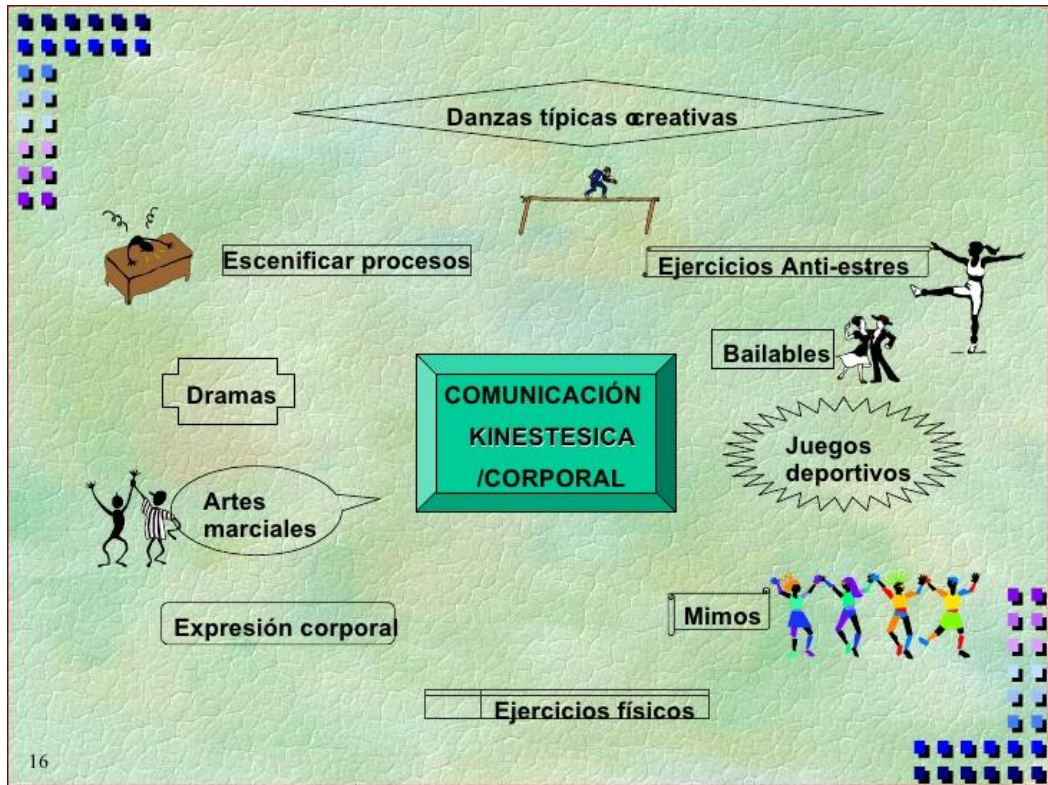 Danzas típicas o creativas
Escenificar procesos
Ejercicios Anti-estres
Bailables
Dramas
COMUNICACIÓN
KINESTESICA
/CORPORAL
Juegos
deportivos
Artes
marciales
Expresión corporal
Mimos
Ejercicios físicos
16